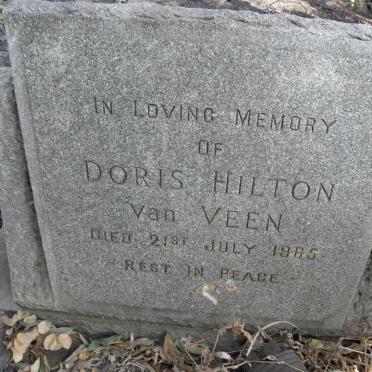 IN LOVING MEMORY
OF
DORIS HILTON
Van VEEN
DIED 21ST JULY 1985
REST IN PEACE